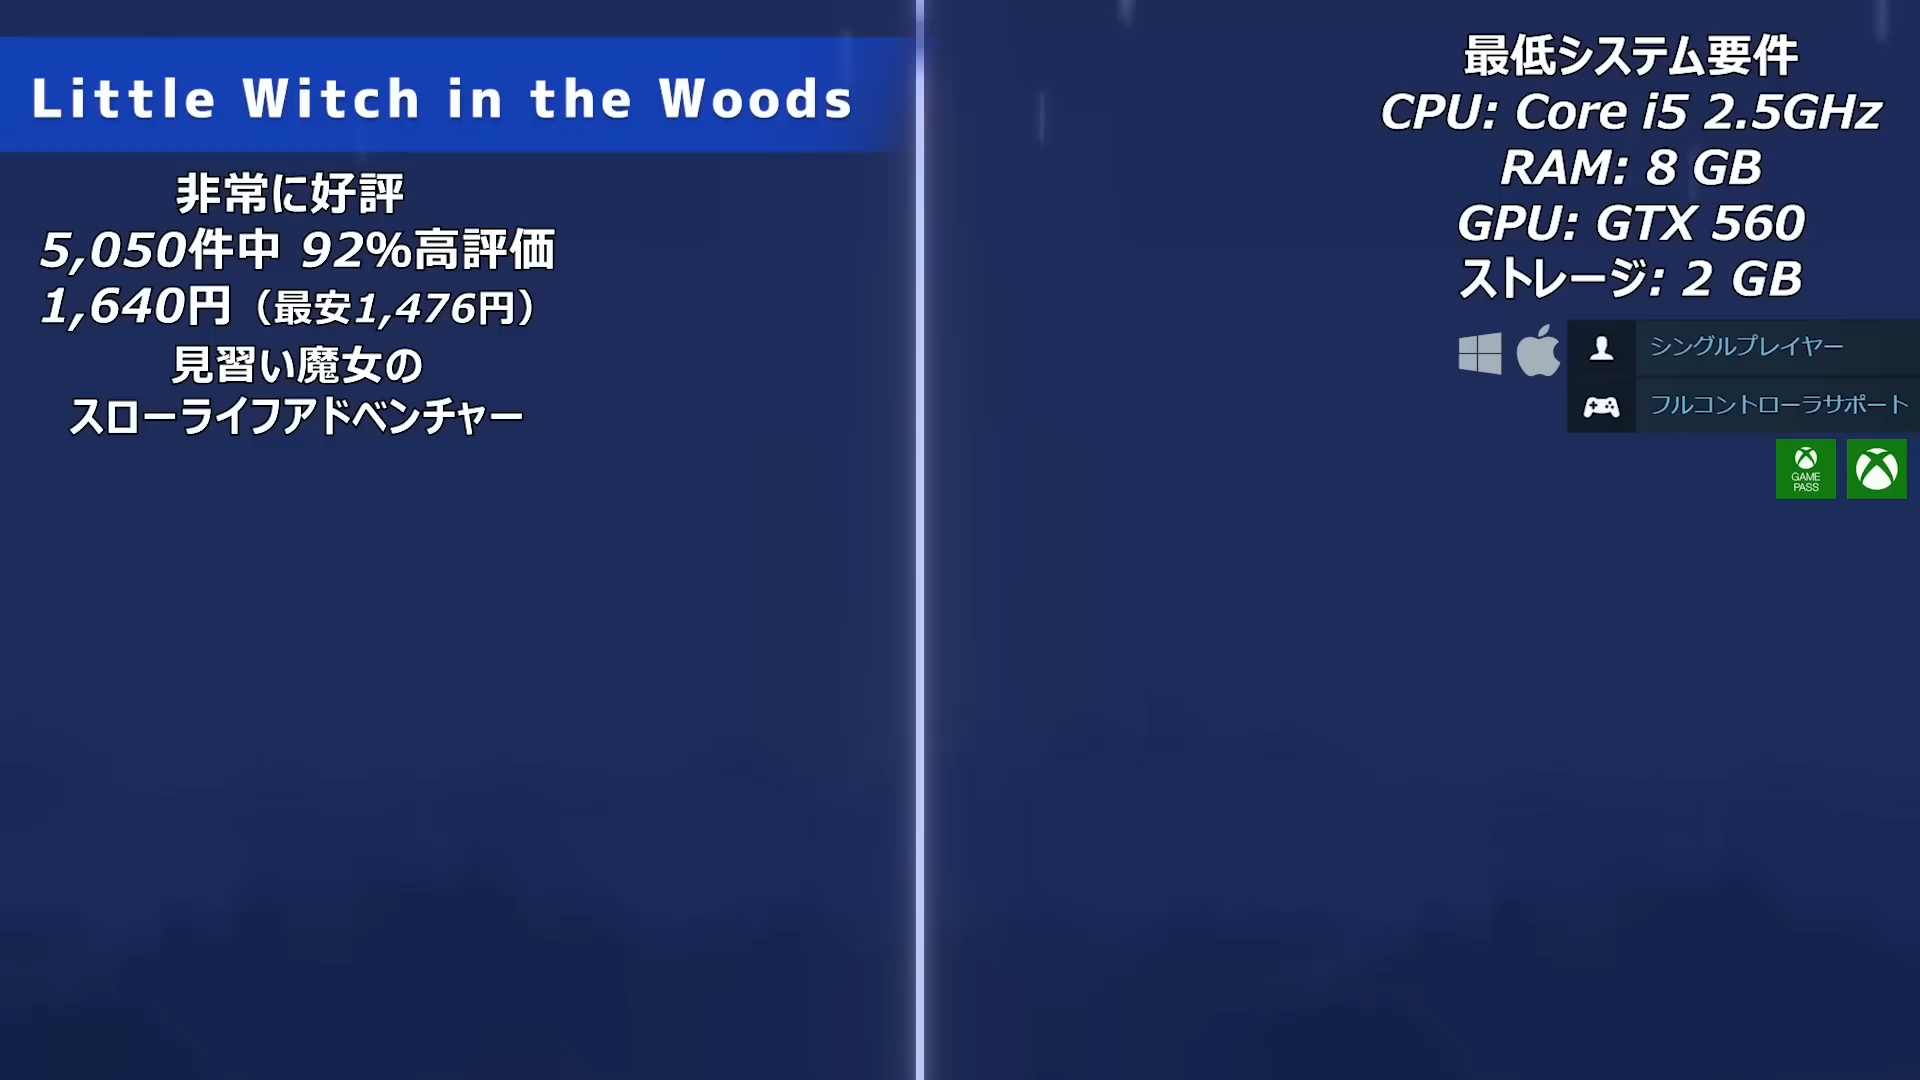 Little Witch in the Woods
非常に好評
5,050件中 92%高評価
1,640円（最安1,476円）
見習い魔女の
スローライフアドベンチャー
最低システム要件
CPU: Core i5 2.5GHz
RAM: 8 GB
GPU: GTX 560
ストレージ: 2 GB
シングルプレイヤー
フルコントローラサポート
GAME
PASS